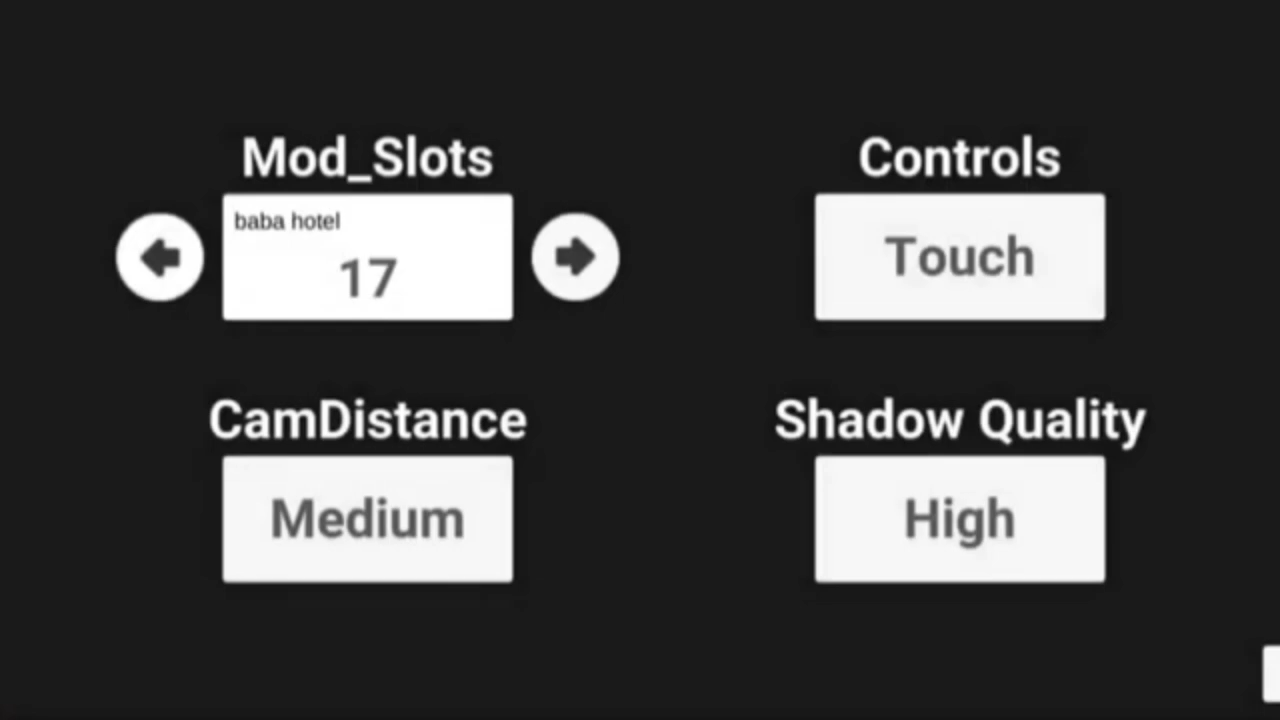 Mod_Slots
baba hotel
17
Controls
Touch
CamDistance
Medium
Shadow Quality
High